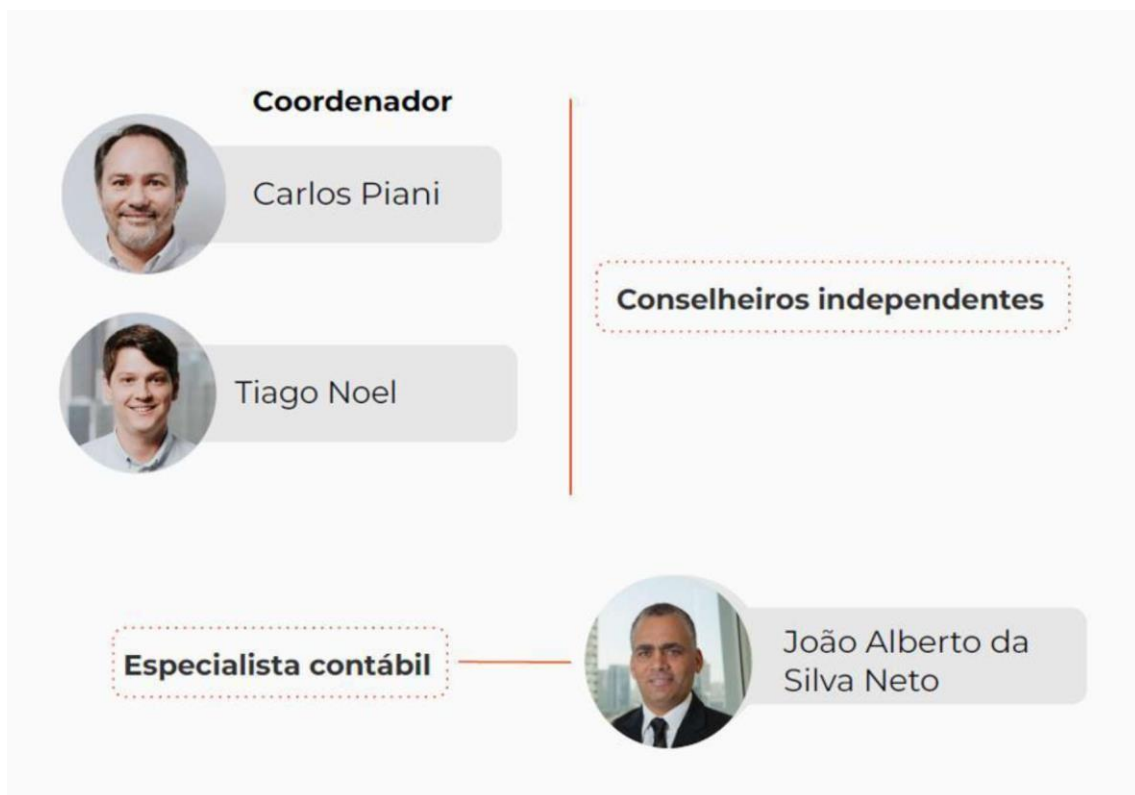 Coordenador
Carlos Piani
Conselheiros independentes
Tiago Noel
Especialista contábil
João Alberto da
Silva Neto